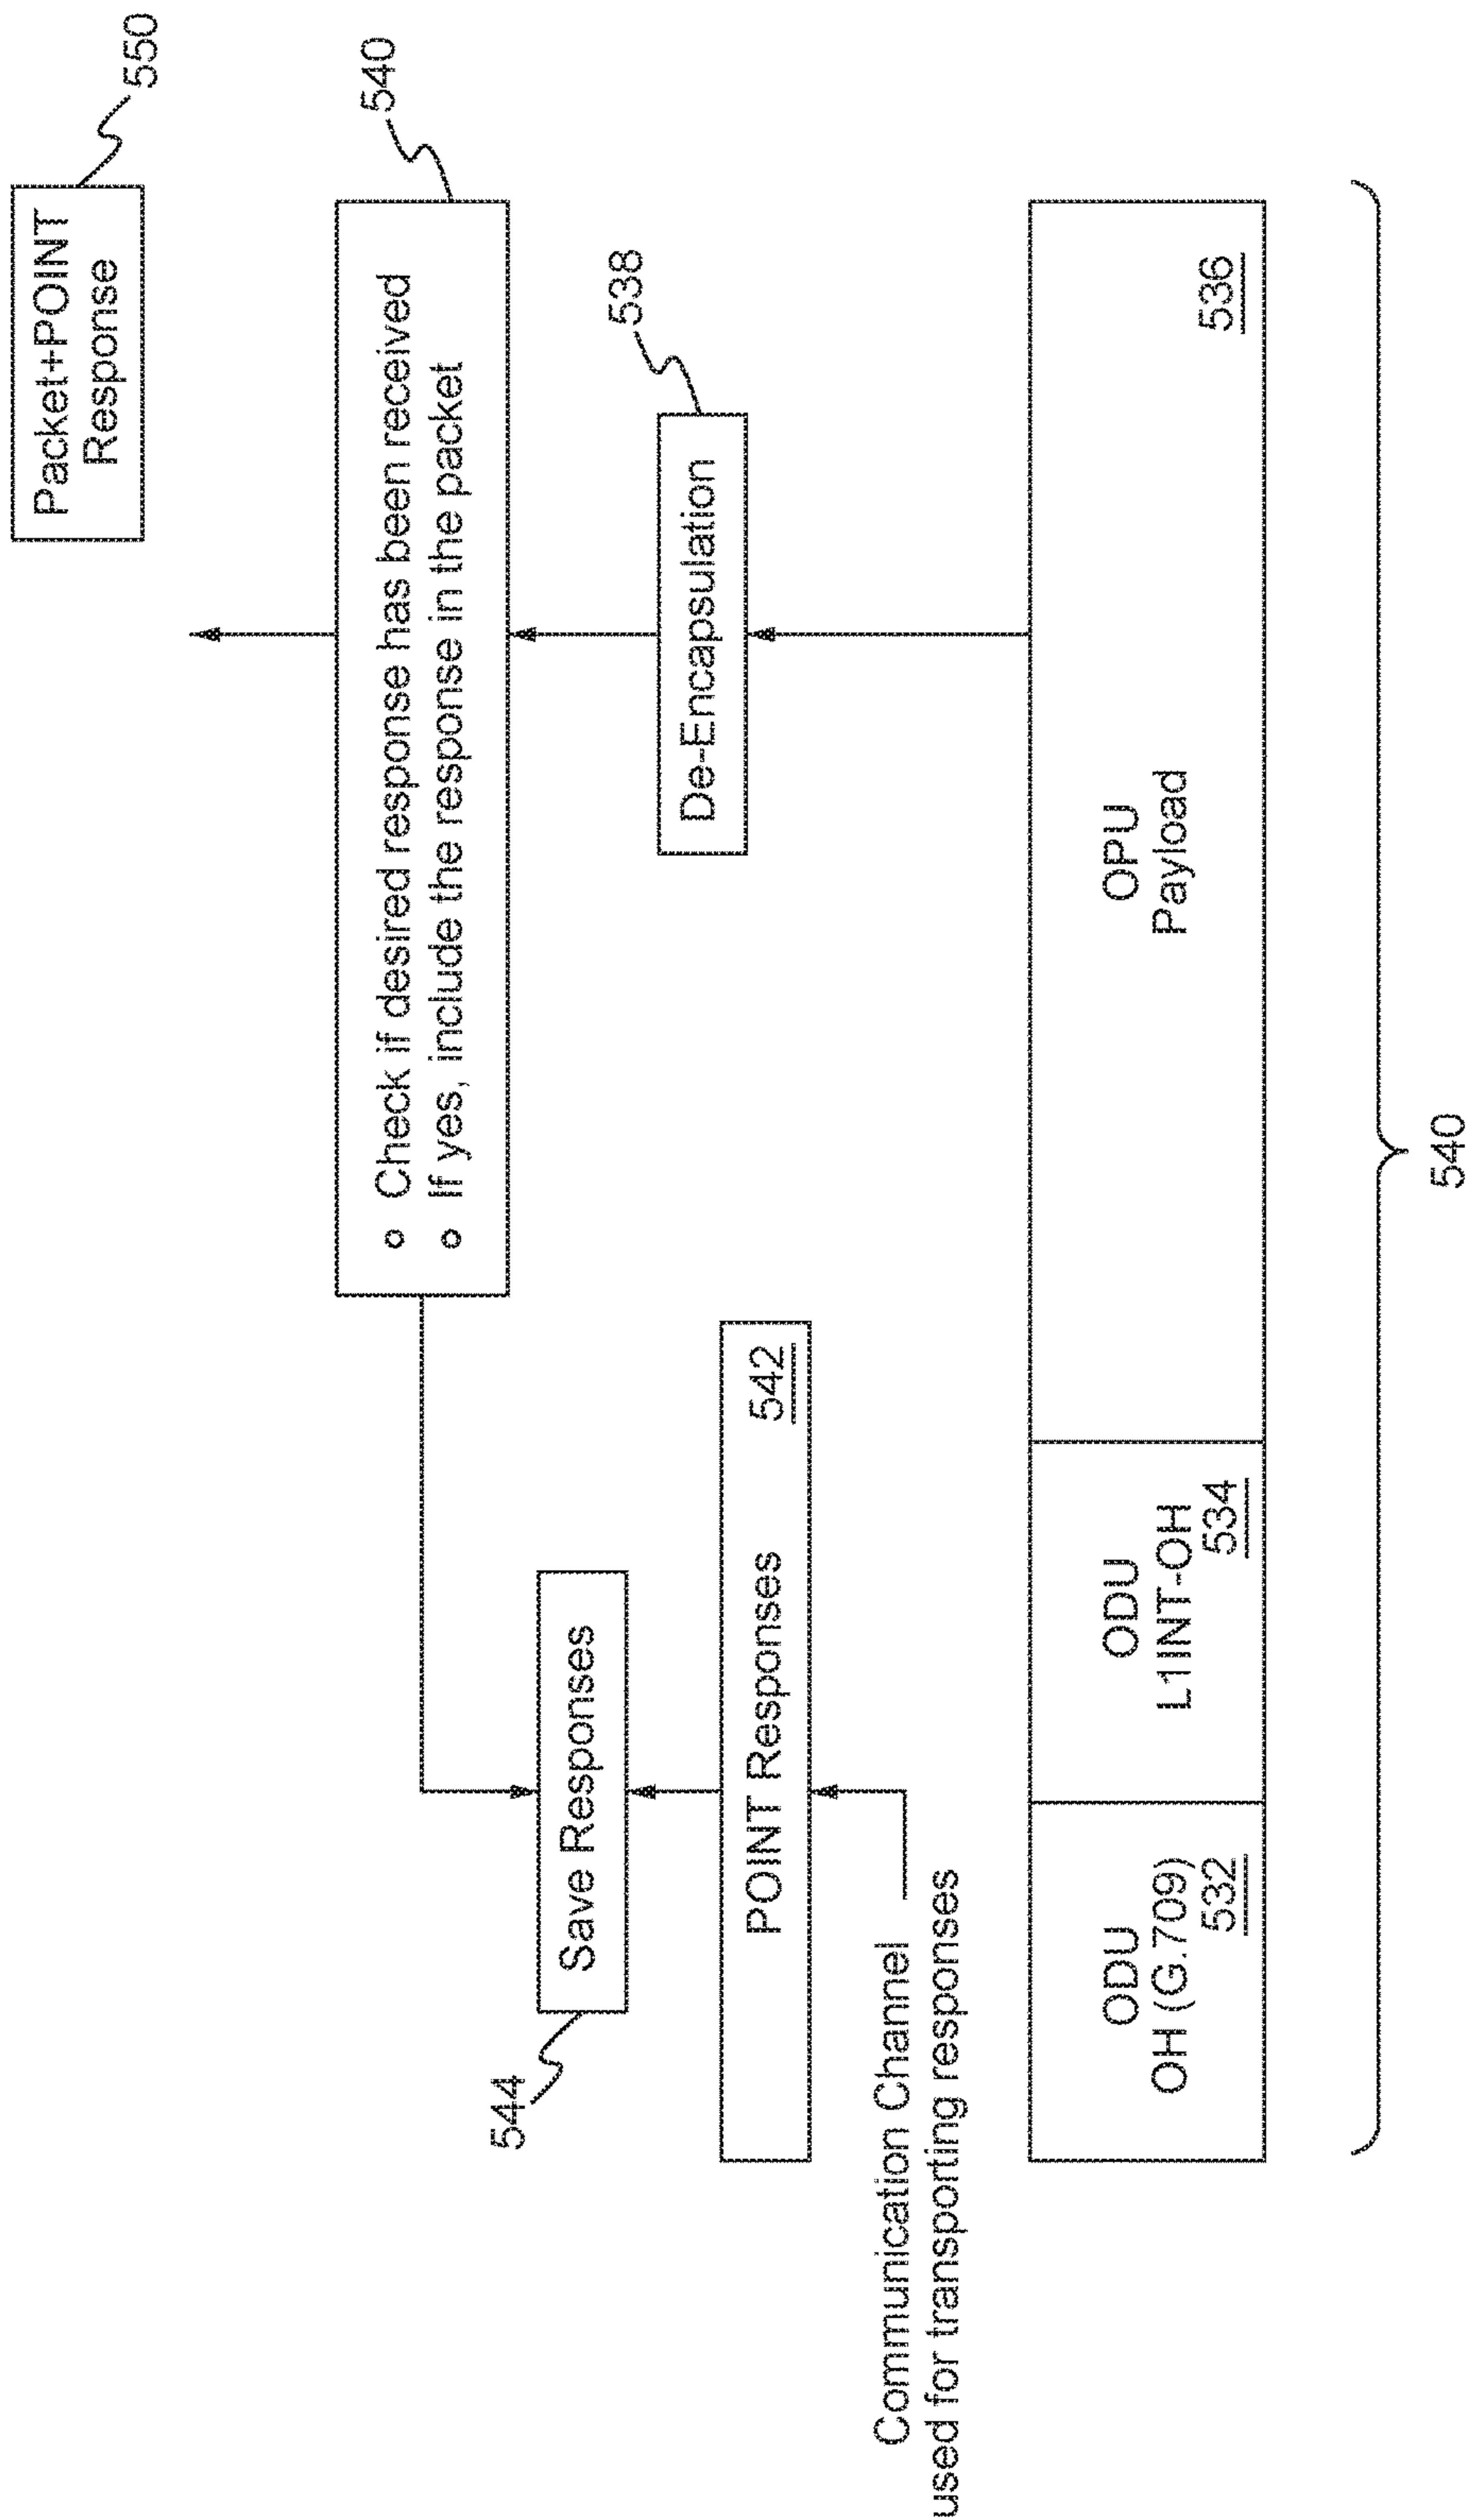 Packet+POINT
Response
550
540
Check if desired response has been received
If yes, include the response in the packet
538
De-Encapsulation
544
Save Responses
POINT Responses 542
Communication Channel
used for transporting responses
ODU
OH (G.709)
532
ODU
L1INT-OH
534
OPU
Payload
536
540